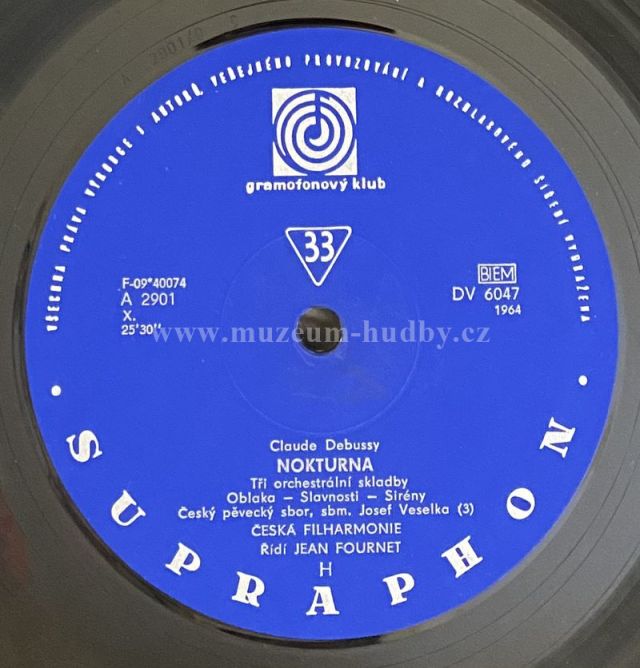 VŠECHNA PRÁVA VÝROBCE I AUTORŮ, VEŘEJNÉHO PROVOZOVÁNÍ A ROZHLASOVÉHO ŠÍŘENÍ VYHRAZENA
gramofonový klub
33
F-09*40074
A 2901
X.
25'30"
BIEM
DV 6047
1964
www.muzeum-hudby.cz
Claude Debussy
NOKTURNA
Tři orchestrální skladby
Oblaka – Slavnosti – Sirény
Český pěvecký sbor, sbm. Josef Veselka (3)
ČESKÁ FILHARMONIE
Řídí JEAN FOURNET
H
• SUPRAPHON •